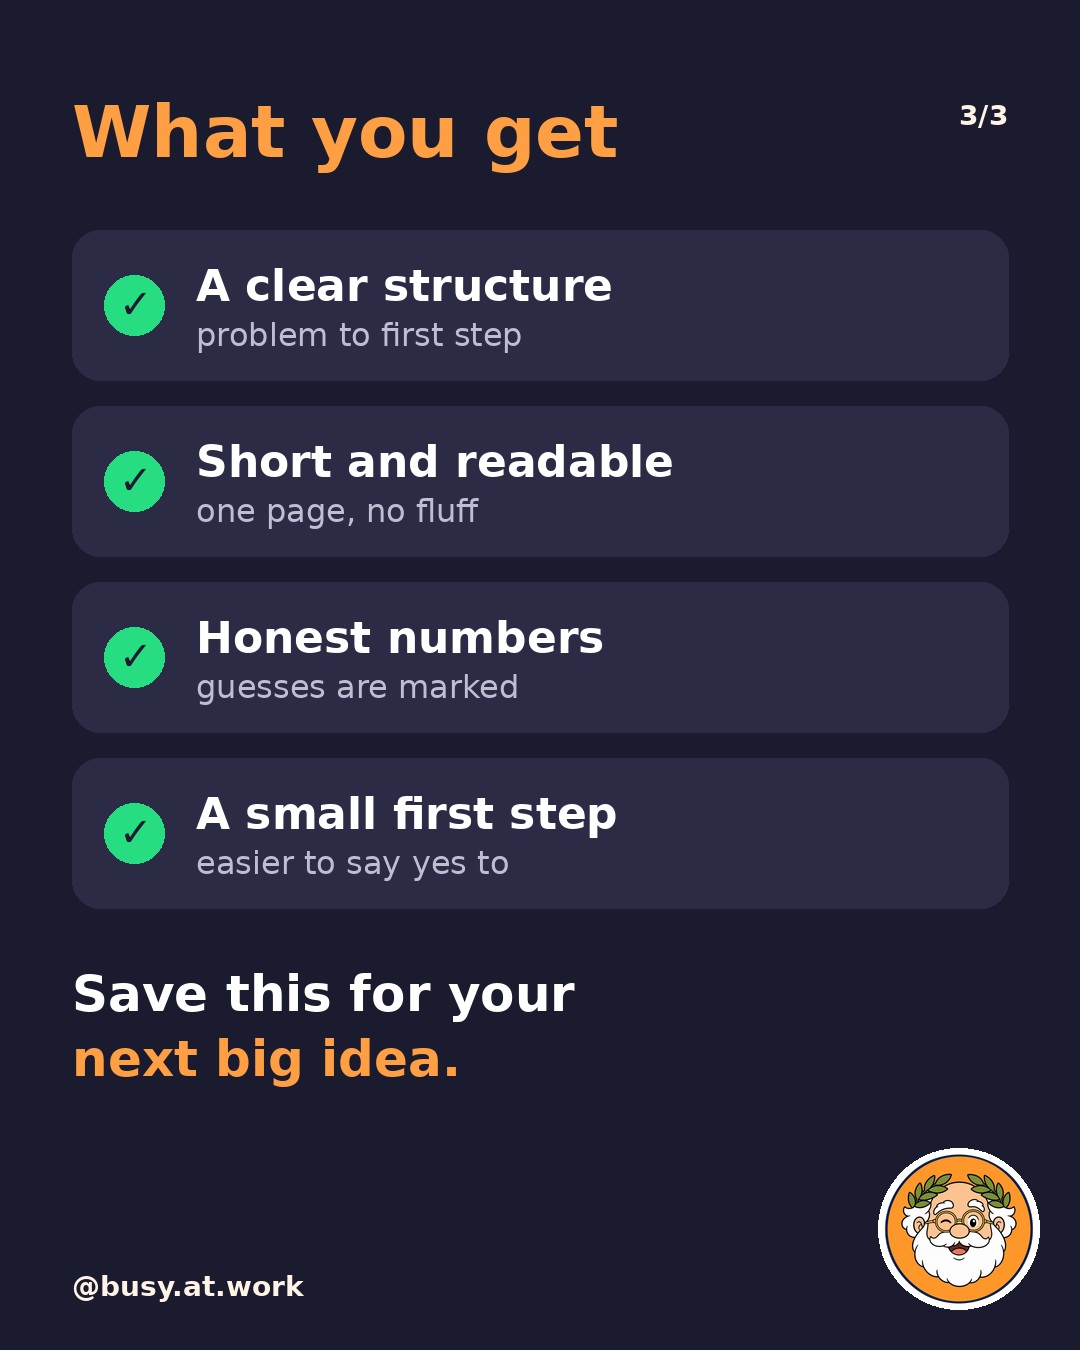 What you get
3/3
✓
A clear structure
problem to first step
✓
Short and readable
one page, no fluff
✓
Honest numbers
guesses are marked
✓
A small first step
easier to say yes to
Save this for your
next big idea.
@busy.at.work